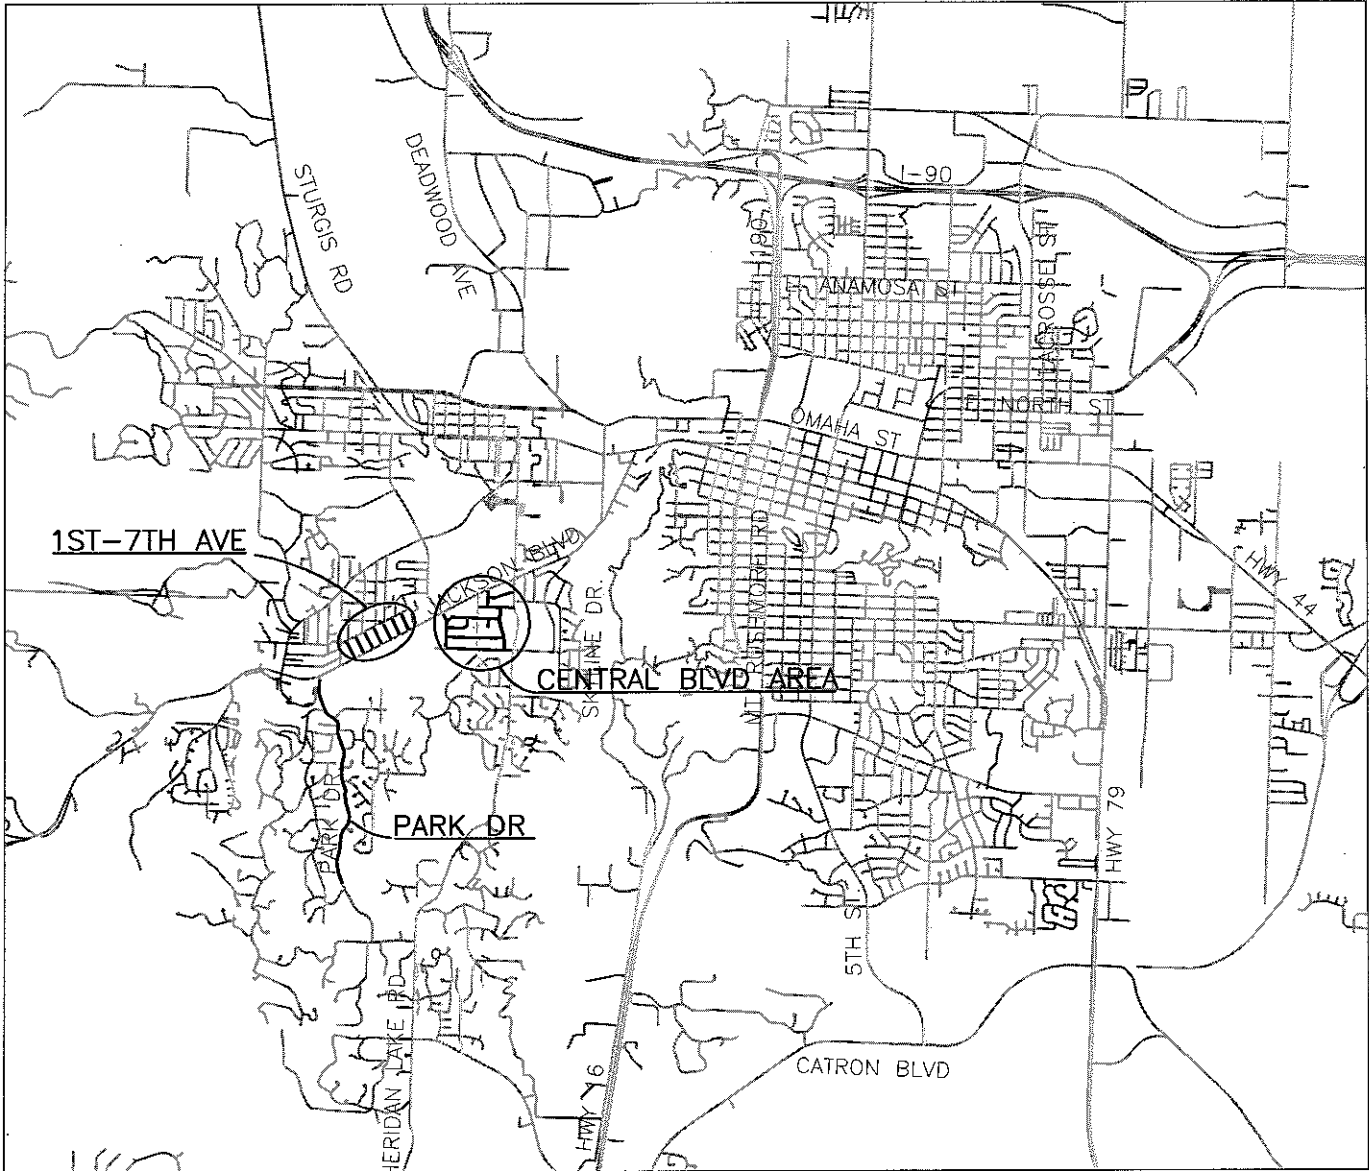 I-90
DEADWOOD AVE
STURGIS RD
I-190
LACROSSE ST
E ANAMOSA ST
E NORTH ST
OMAHA ST
1ST-7TH AVE
JACKSON BLVD
HWY 44
MT RUSHMORE RD
SKYLINE DR.
CENTRAL BLVD AREA
PARK DR
PARK DR
HWY 79
5TH ST
SHERIDAN LAKE RD
HWY 16
CATRON BLVD